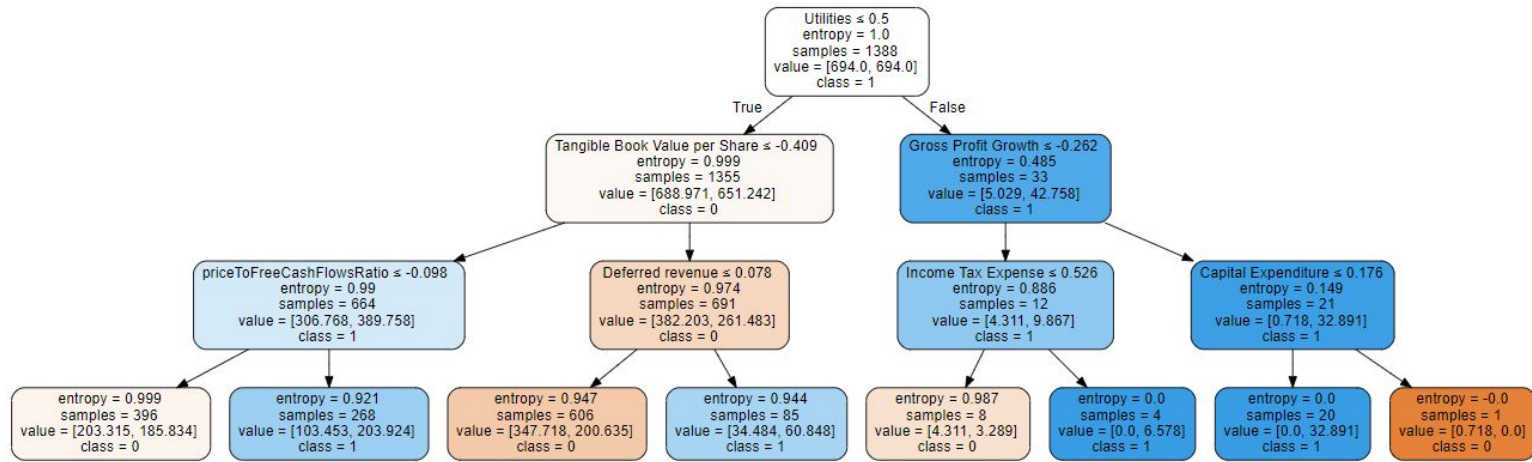 Utilities ≤ 0.5
entropy = 1.0
samples = 1388
value = [694.0, 694.0]
class = 1
True
False
Tangible Book Value per Share ≤ -0.409
entropy = 0.999
samples = 1355
value = [688.971, 651.242]
class = 0
Gross Profit Growth ≤ -0.262
entropy = 0.485
samples = 33
value = [5.029, 42.758]
class = 1
priceToFreeCashFlowsRatio ≤ -0.098
entropy = 0.99
samples = 664
value = [306.768, 389.758]
class = 1
Deferred revenue ≤ 0.078
entropy = 0.974
samples = 691
value = [382.203, 261.483]
class = 0
Income Tax Expense ≤ 0.526
entropy = 0.886
samples = 12
value = [4.311, 9.867]
class = 1
Capital Expenditure ≤ 0.176
entropy = 0.149
samples = 21
value = [0.718, 32.891]
class = 1
entropy = 0.999
samples = 396
value = [203.315, 185.834]
class = 0
entropy = 0.921
samples = 268
value = [103.453, 203.924]
class = 1
entropy = 0.947
samples = 606
value = [347.718, 200.635]
class = 0
entropy = 0.944
samples = 85
value = [34.484, 60.848]
class = 1
entropy = 0.987
samples = 8
value = [4.311, 3.289]
class = 0
entropy = 0.0
samples = 4
value = [0.0, 6.578]
class = 1
entropy = 0.0
samples = 20
value = [0.0, 32.891]
class = 1
entropy = -0.0
samples = 1
value = [0.718, 0.0]
class = 0